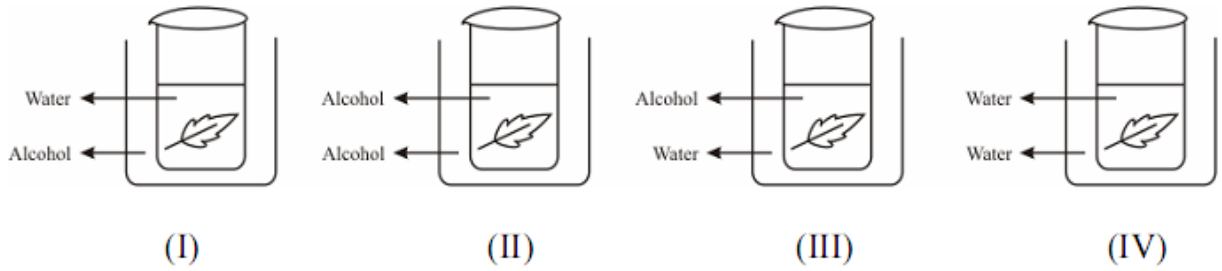 Water
Alcohol
(I)
Alcohol
Alcohol
(II)
Alcohol
Water
(III)
Water
Water
(IV)